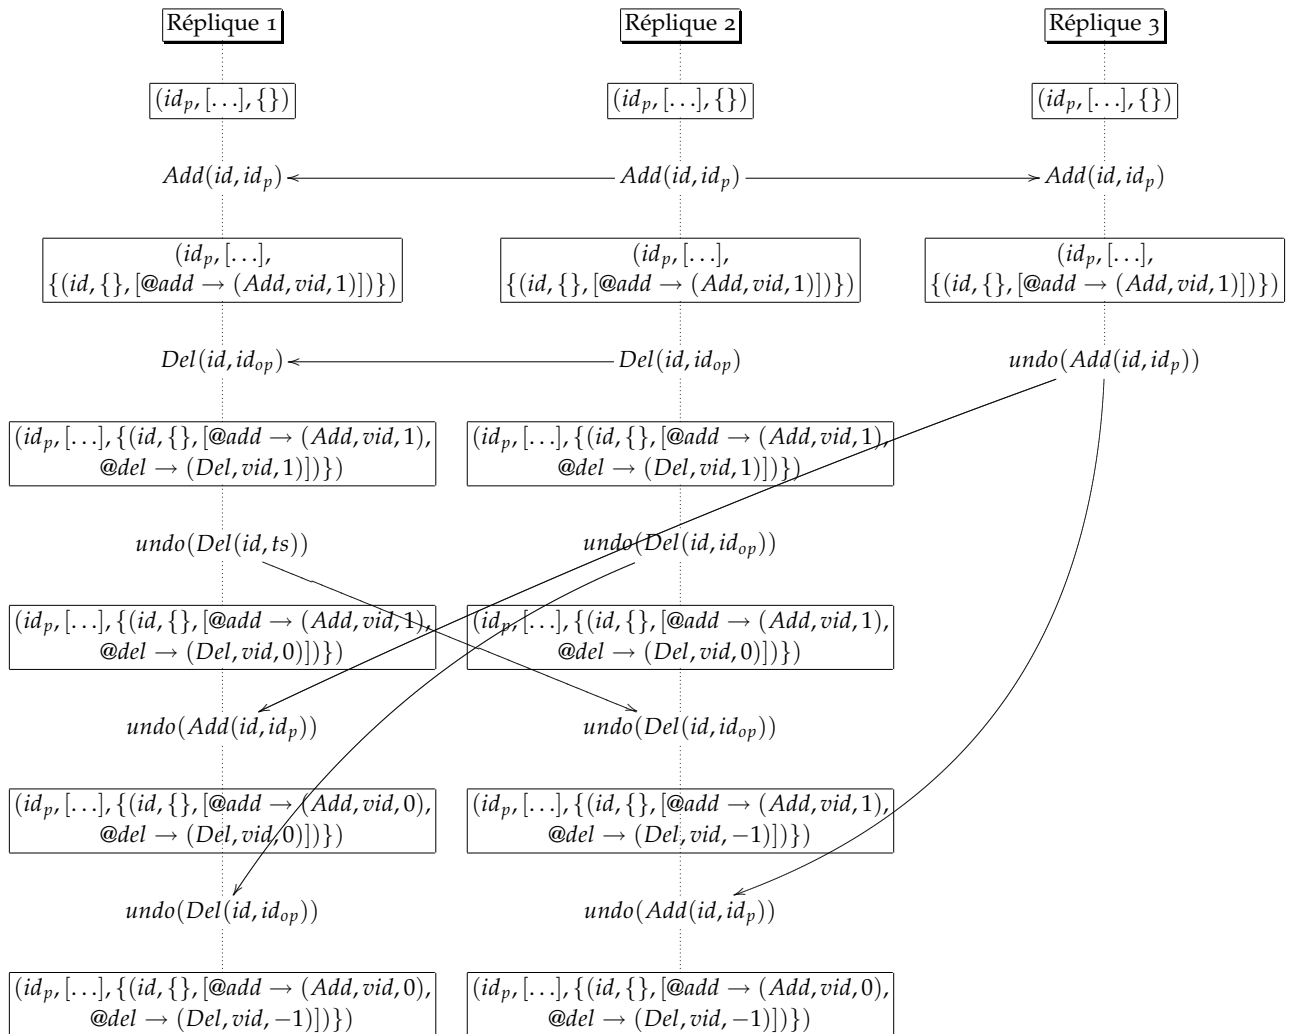 Réplique 1 Réplique 2 Réplique 3
(id_p, [...], {}) (id_p, [...], {}) (id_p, [...], {})
Add(id, id_p) Add(id, id_p) Add(id, id_p)
(id_p, [...], (id_p, [...], (id_p, [...],
{(id, {}, [@add → (Add, vid, 1)])}) {(id, {}, [@add → (Add, vid, 1)])}) {(id, {}, [@add → (Add, vid, 1)])})
Del(id, id_op) Del(id, id_op) undo(Add(id, id_p))
(id_p, [...], {(id, {}, [@add → (Add, vid, 1), (id_p, [...], {(id, {}, [@add → (Add, vid, 1),
@del → (Del, vid, 1)])}) @del → (Del, vid, 1)])})
undo(Del(id, ts)) undo(Del(id, id_op))
(id_p, [...], {(id, {}, [@add → (Add, vid, 1), (id_p, [...], {(id, {}, [@add → (Add, vid, 1),
@del → (Del, vid, 0)])}) @del → (Del, vid, 0)])})
undo(Add(id, id_p)) undo(Del(id, id_op))
(id_p, [...], {(id, {}, [@add → (Add, vid, 0), (id_p, [...], {(id, {}, [@add → (Add, vid, 1),
@del → (Del, vid, 0)])}) @del → (Del, vid, −1)])})
undo(Del(id, id_op)) undo(Add(id, id_p))
(id_p, [...], {(id, {}, [@add → (Add, vid, 0), (id_p, [...], {(id, {}, [@add → (Add, vid, 0),
@del → (Del, vid, −1)])}) @del → (Del, vid, −1)])})